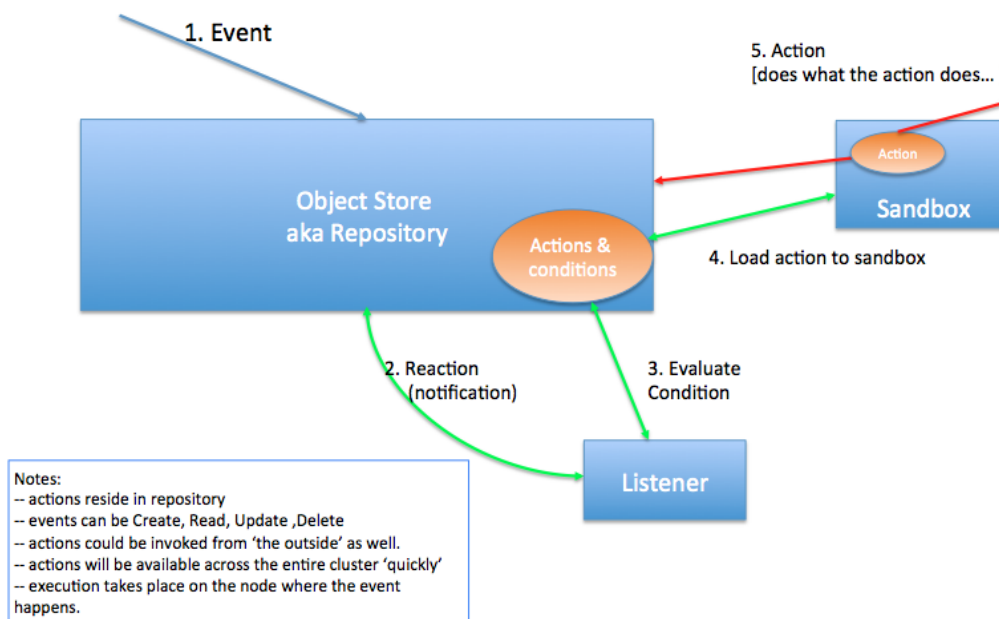 1. Event
5. Action
[does what the action does...
Object Store
aka Repository
Action
Sandbox
Actions &
conditions
4. Load action to sandbox
2. Reaction
(notification)
3. Evaluate
Condition
Listener
Notes:
-- actions reside in repository
-- events can be Create, Read, Update ,Delete
-- actions could be invoked from ‘the outside’ as well.
-- actions will be available across the entire cluster ‘quickly’
-- execution takes place on the node where the event
happens.